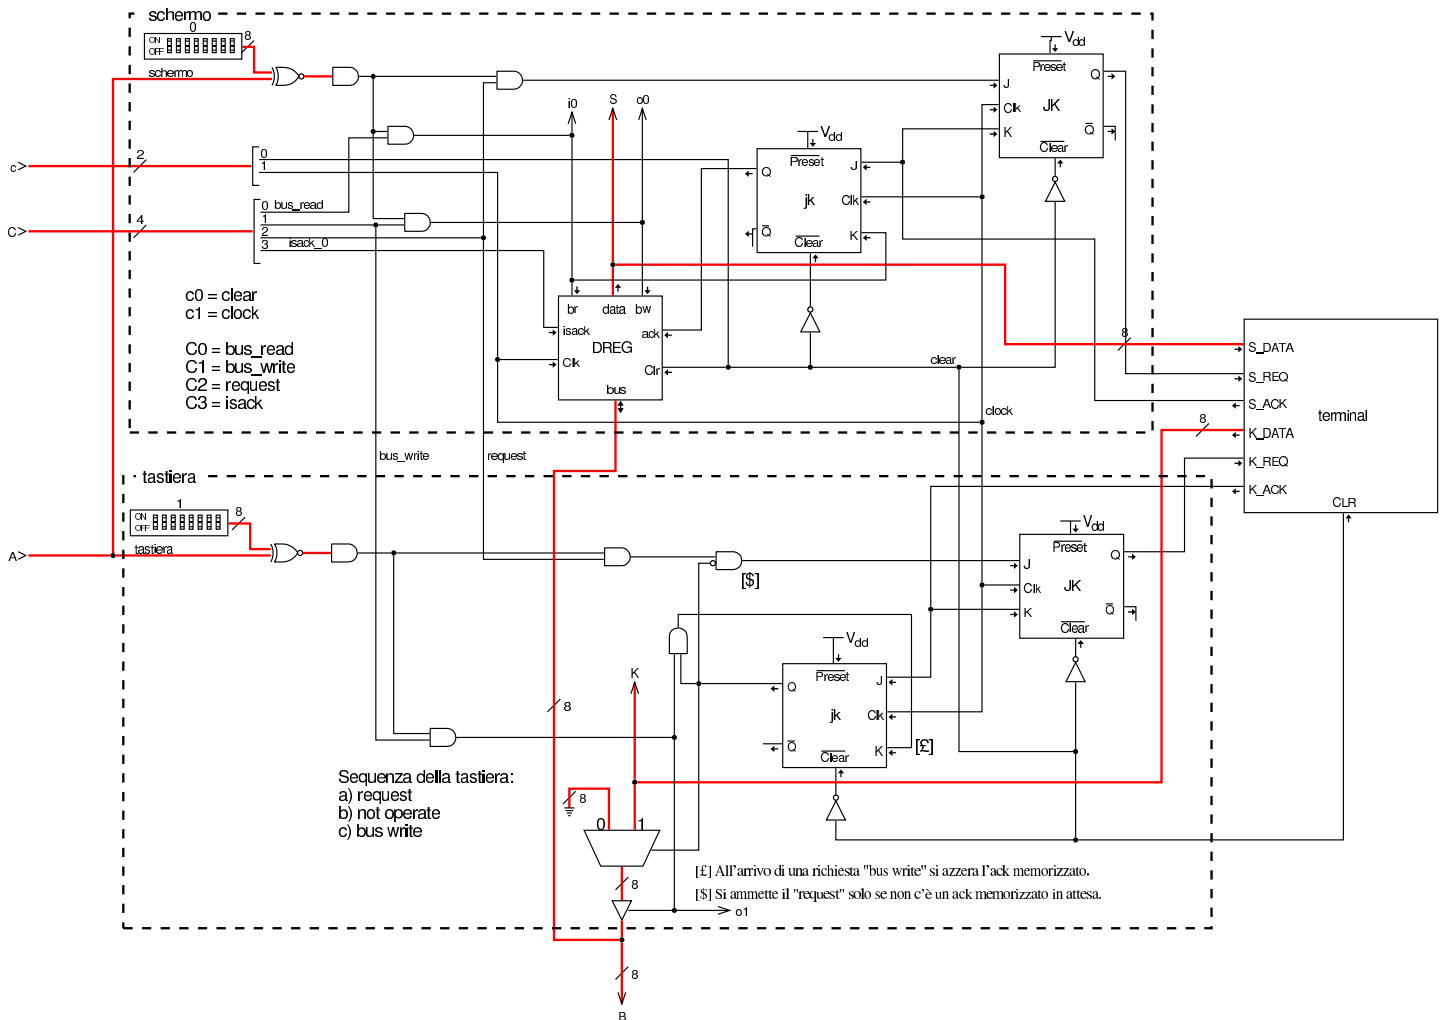 schermo
0
ON
OFF
8
schermo
V dd
Preset
J
Q
Clk
JK
K
Q
Clear
i0
S
o0
V dd
Preset
Q
J
jk
Clk
Q
K
Clear
c>
2
0
1
C>
4
0 bus_read
1
2
isack_0
3
c0 = clear
c1 = clock
C0 = bus_read
C1 = bus_write
C2 = request
C3 = isack
br
data
bw
isack
ack
DREG
Clk
Clr
bus
clear
clock
8
S_DATA
S_REQ
S_ACK
terminal
8
K_DATA
K_REQ
K_ACK
CLR
bus_write
request
tastiera
1
ON
OFF
8
A>
tastiera
[$]
V dd
Preset
J
Q
Clk
JK
K
Q
Clear
V dd
Preset
Q
J
jk
Clk
Q
K
[£]
Clear
K
8
Sequenza della tastiera:
a) request
b) not operate
c) bus write
8
0
1
8
o1
[£] All'arrivo di una richiesta "bus write" si azzera l'ack memorizzato.
[$] Si ammette il "request" solo se non c'è un ack memorizzato in attesa.
8
B